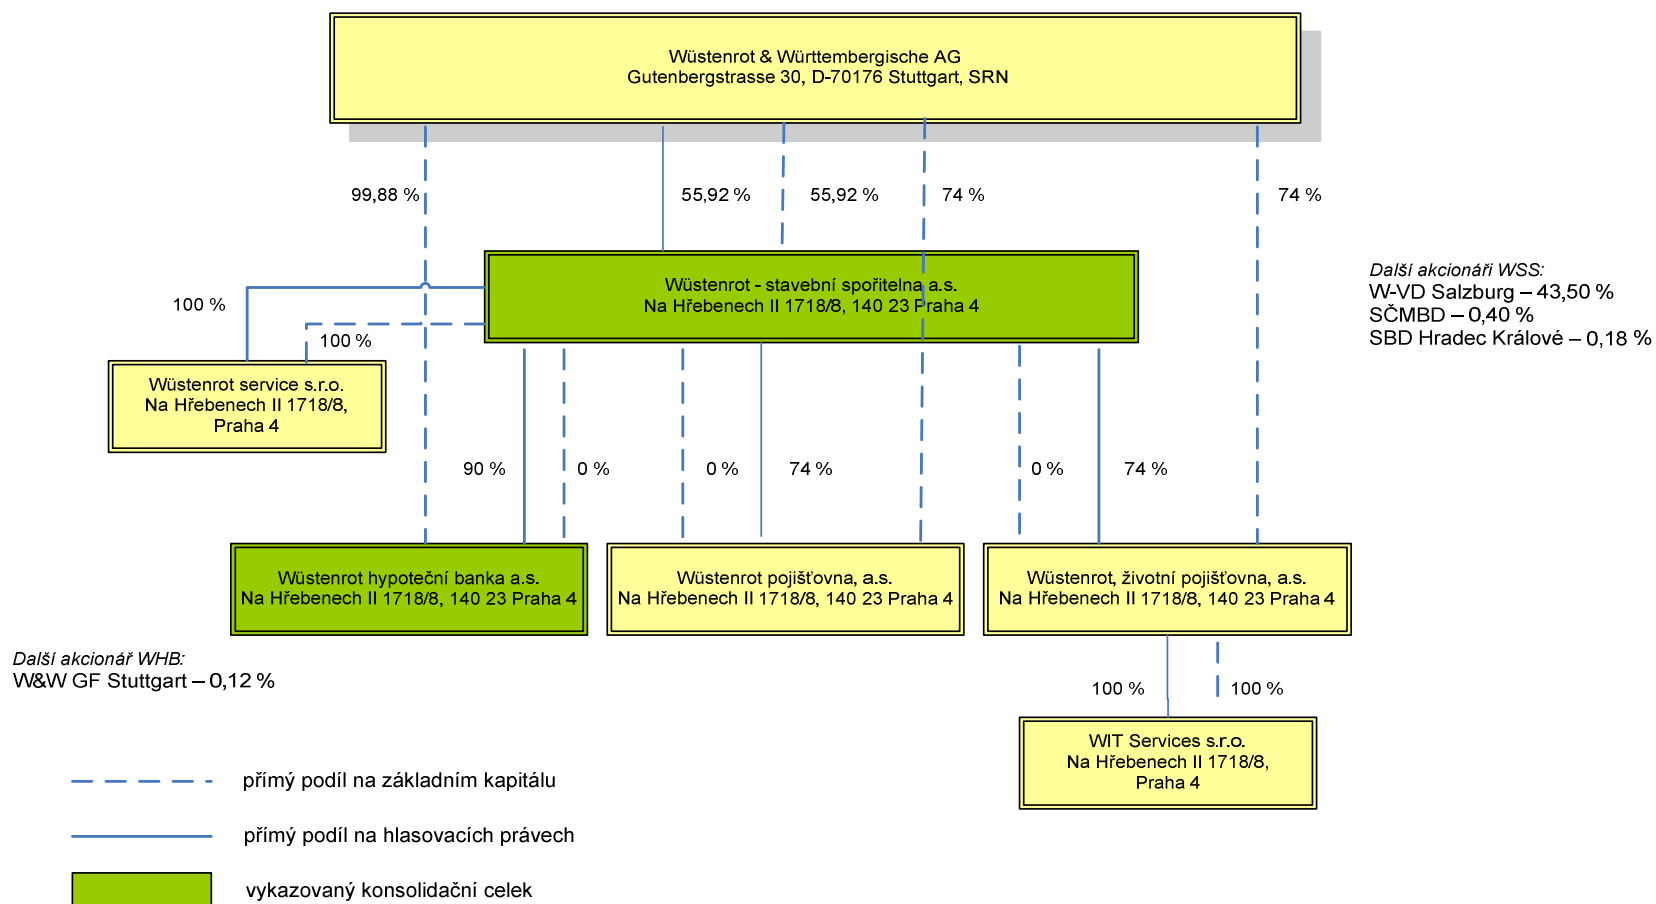 Wüstenrot & Württembergische AG
Gutenbergstrasse 30, D-70176 Stuttgart, SRN
99,88 %
55,92 %
55,92 %
74 %
74 %
Wüstenrot - stavební spořitelna a.s.
Na Hřebenech II 1718/8, 140 23 Praha 4
Další akcionáři WSS:
W-VD Salzburg – 43,50 %
SČMBD – 0,40 %
SBD Hradec Králové – 0,18 %
100 %
100 %
Wüstenrot service s.r.o.
Na Hřebenech II 1718/8,
Praha 4
90 %
0 %
0 %
74 %
0 %
74 %
Wüstenrot hypoteční banka a.s.
Na Hřebenech II 1718/8, 140 23 Praha 4
Wüstenrot pojišťovna, a.s.
Na Hřebenech II 1718/8, 140 23 Praha 4
Wüstenrot, životní pojišťovna, a.s.
Na Hřebenech II 1718/8, 140 23 Praha 4
Další akcionář WHB:
W&W GF Stuttgart – 0,12 %
100 %
100 %
WIT Services s.r.o.
Na Hřebenech II 1718/8,
Praha 4
přímý podíl na základním kapitálu
přímý podíl na hlasovacích právech
vykazovaný konsolidační celek